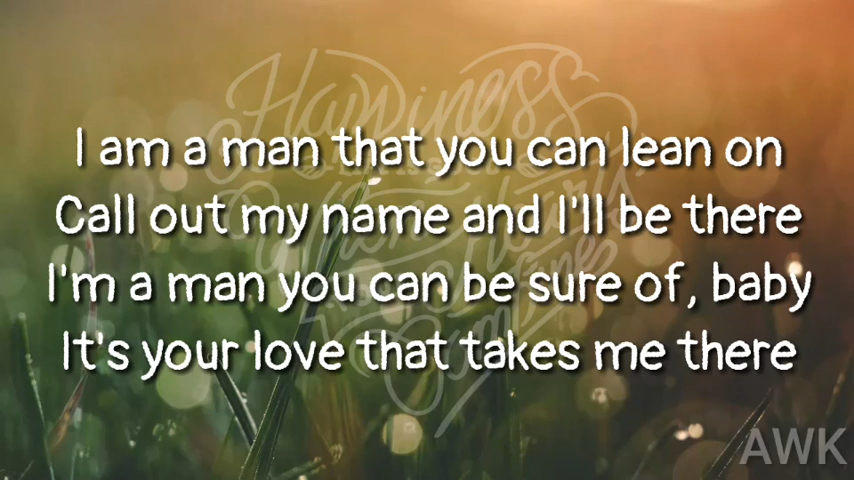 I am a man that you can lean on
Call out my name and I'll be there
I'm a man you can be sure of, baby
It's your love that takes me there
Happiness
AWK